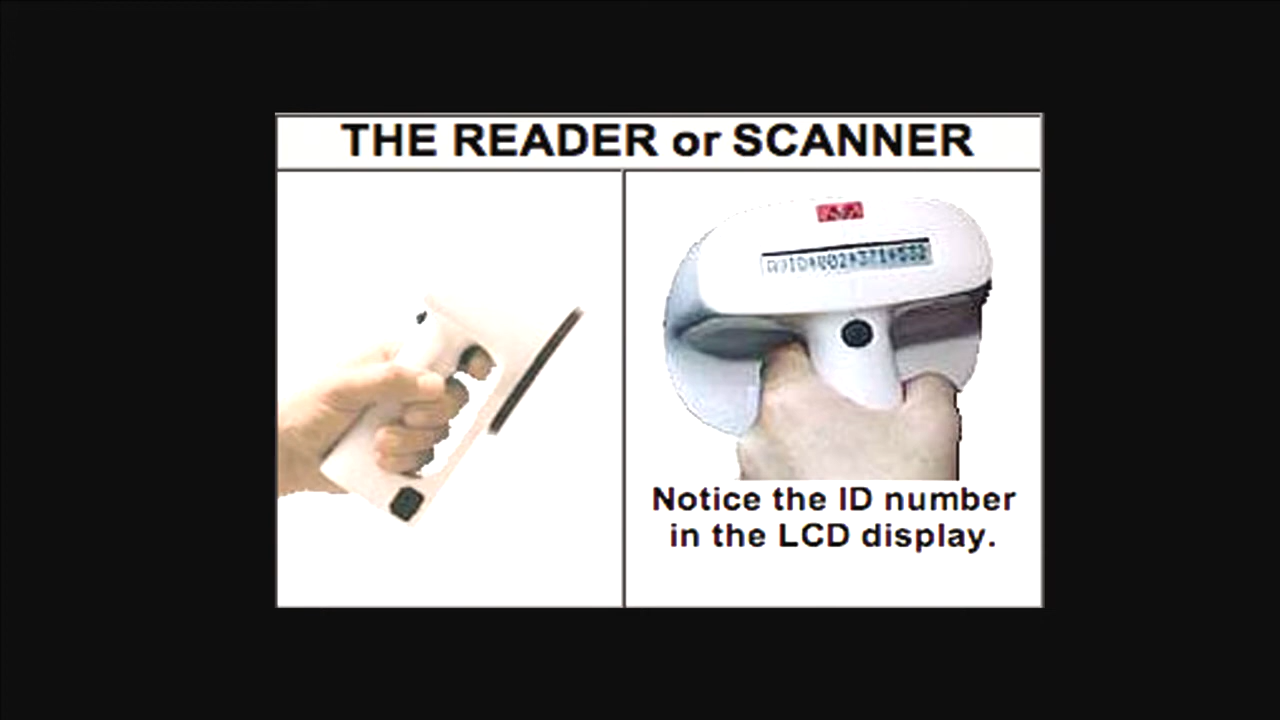 THE READER or SCANNER
Notice the ID number
in the LCD display.